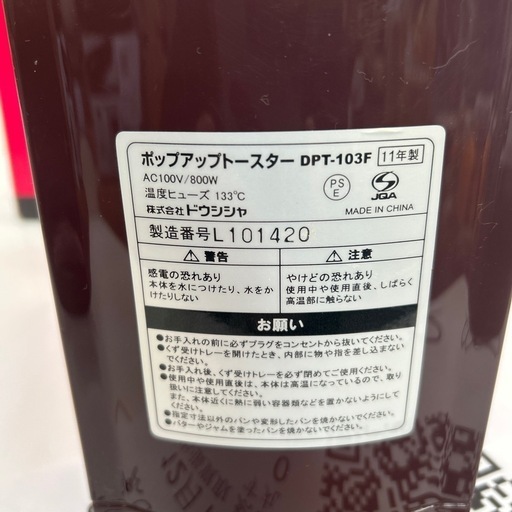 ポップアップトースター DPT-103F 11年製
AC100V/800W
温度ヒューズ 133℃
株式会社ドウシシャ
PS
E
JQA
MADE IN CHINA
製造番号L101420
警告
感電の恐れあり
本体を水につけたり、水をか
けたりしない
注意
やけどの恐れあり
使用中や使用直後、しばらく
高温部に触らない
お願い
●お手入れの前に必ずプラグをコンセントから抜いてください。
●くず受けトレーを開けたとき、内部に物や指を差し込まない
でください。
●お手入れ後、くず受けトレーを必ず閉めてご使用ください。
●使用中や使用直後は、本体は高温になっているので、取り
扱いに注意してください。
また、本体近くに熱に弱い容器類などを置かないようにし
てください。
●指定寸法以外のパンや変形したパンを焼かないでください。
●バターやジャムを塗ったパンを焼かないでください。